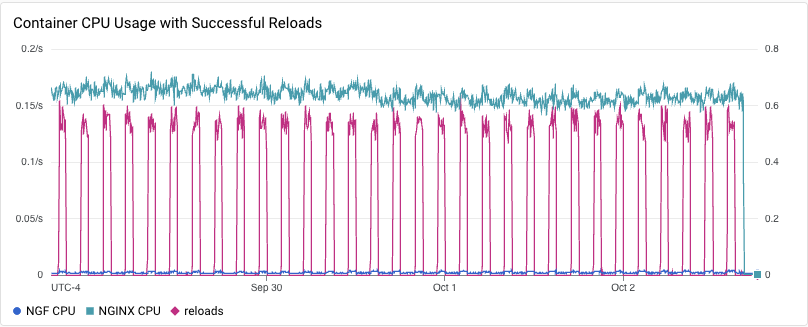 Container CPU Usage with Successful Reloads
0.2/s 0.8
0.15/s 0.6
0.1/s 0.4
0.05/s 0.2
0 0
UTC-4 Sep 30 Oct 1 Oct 2
NGF CPU NGINX CPU reloads